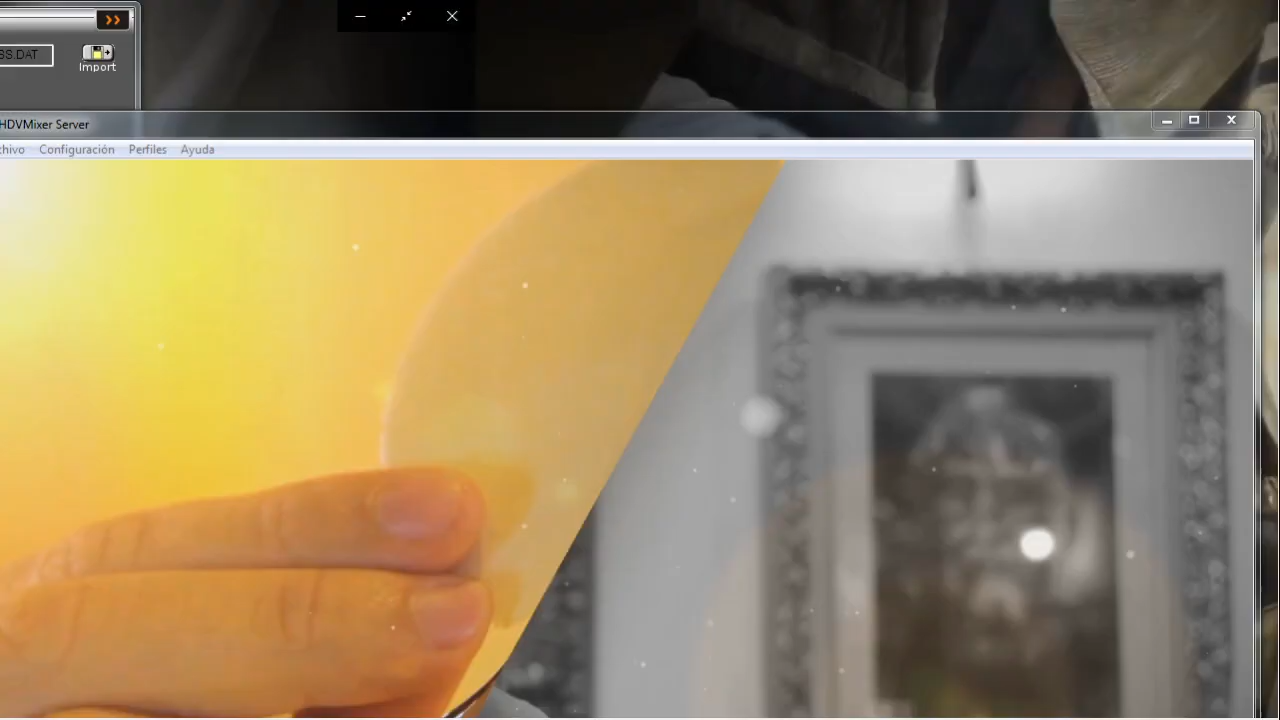 SS.DAT
Import
HDVMixer Server
chivo Configuración Perfiles Ayuda